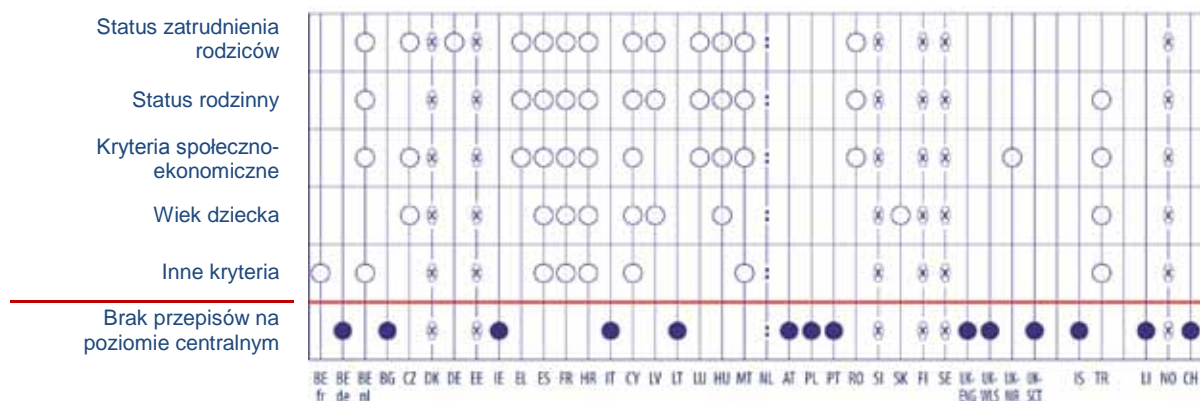 Status zatrudnienia
rodziców
Status rodzinny
Kryteria społeczno-
ekonomiczne
Wiek dziecka
Inne kryteria
Brak przepisów na
poziomie centralnym
BE BE BE BG CZ DK DE EE IE EL ES FR HR IT CY LV LT LU HU MT NL AT PL PT RO SI SK FI SE UK- UK- UK- UK- IS TR LI NO CH
fr de nl ENG WLS NIR SCT